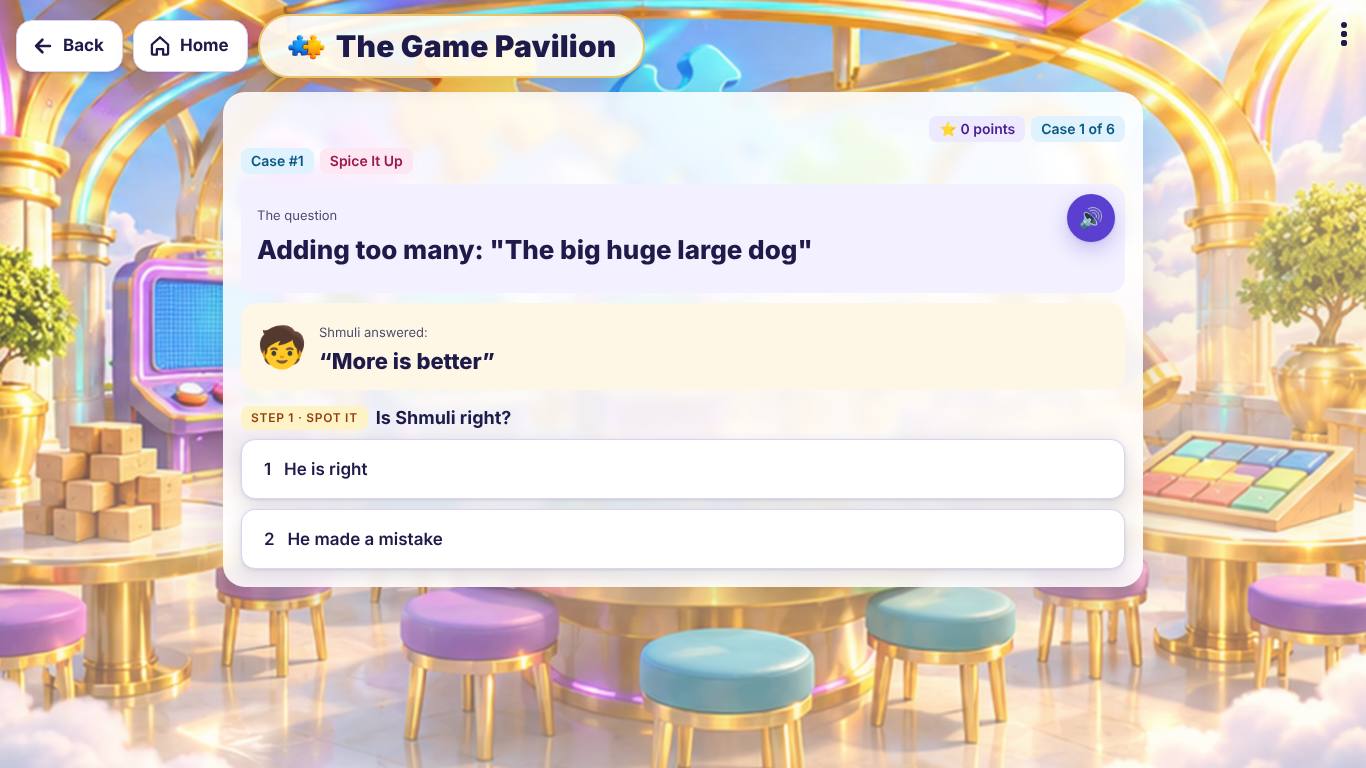 Back
Home
The Game Pavilion
0 points
Case 1 of 6
Case #1
Spice It Up
The question
Adding too many: "The big huge large dog"
Shmuli answered:
“More is better”
STEP 1 · SPOT IT
Is Shmuli right?
1 He is right
2 He made a mistake